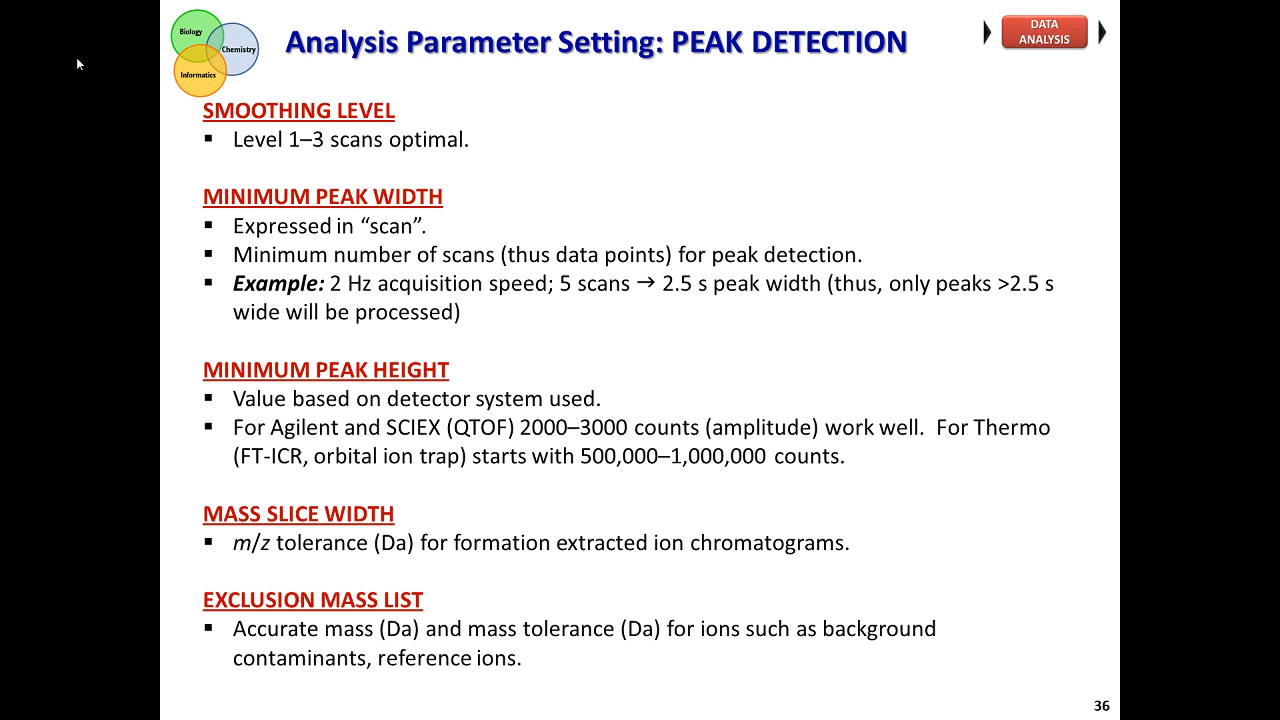 Biology
Chemistry
Informatics
Analysis Parameter Setting: PEAK DETECTION
DATA
ANALYSIS
SMOOTHING LEVEL
▪ Level 1–3 scans optimal.
MINIMUM PEAK WIDTH
▪ Expressed in “scan”.
▪ Minimum number of scans (thus data points) for peak detection.
▪ Example: 2 Hz acquisition speed; 5 scans → 2.5 s peak width (thus, only peaks >2.5 s
wide will be processed)
MINIMUM PEAK HEIGHT
▪ Value based on detector system used.
▪ For Agilent and SCIEX (QTOF) 2000–3000 counts (amplitude) work well.  For Thermo
(FT-ICR, orbital ion trap) starts with 500,000–1,000,000 counts.
MASS SLICE WIDTH
▪ m/z tolerance (Da) for formation extracted ion chromatograms.
EXCLUSION MASS LIST
▪ Accurate mass (Da) and mass tolerance (Da) for ions such as background
contaminants, reference ions.
36